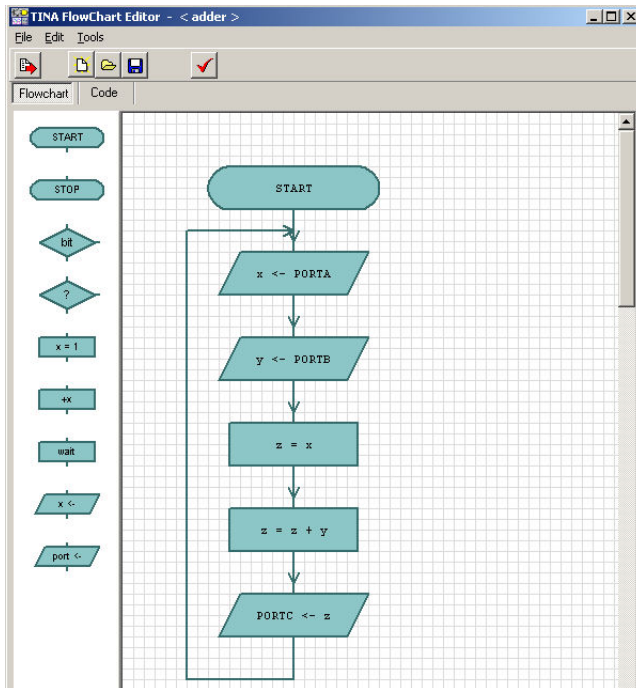 TINA FlowChart Editor - < adder >
File Edit Tools
Flowchart Code
START
STOP
bit
?
x = 1
+x
wait
x <-
port <-
START
x <- PORTA
y <- PORTB
z = x
z = z + y
PORTC <- z